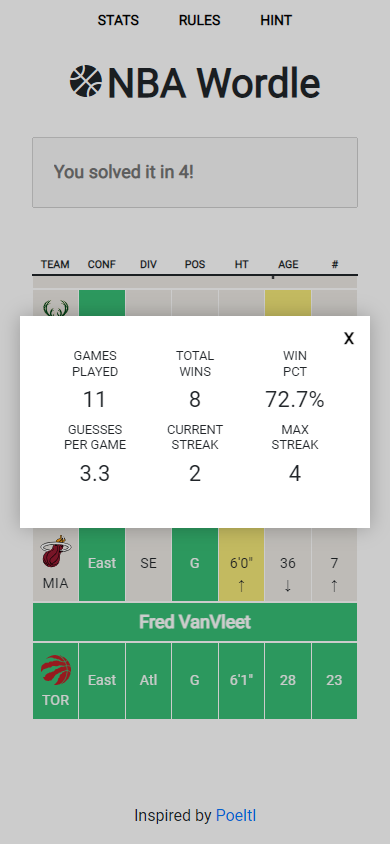 STATS RULES HINT
NBA Wordle
You solved it in 4!
TEAM CONF DIV POS HT AGE #
X
GAMES PLAYED TOTAL WINS WIN PCT
11 8 72.7%
GUESSES PER GAME CURRENT STREAK MAX STREAK
3.3 2 4
East SE G 6'0" 36 7
MIA ↑ ↓ ↑
Fred VanVleet
East Atl G 6'1" 28 23
TOR
Inspired by Poeltl